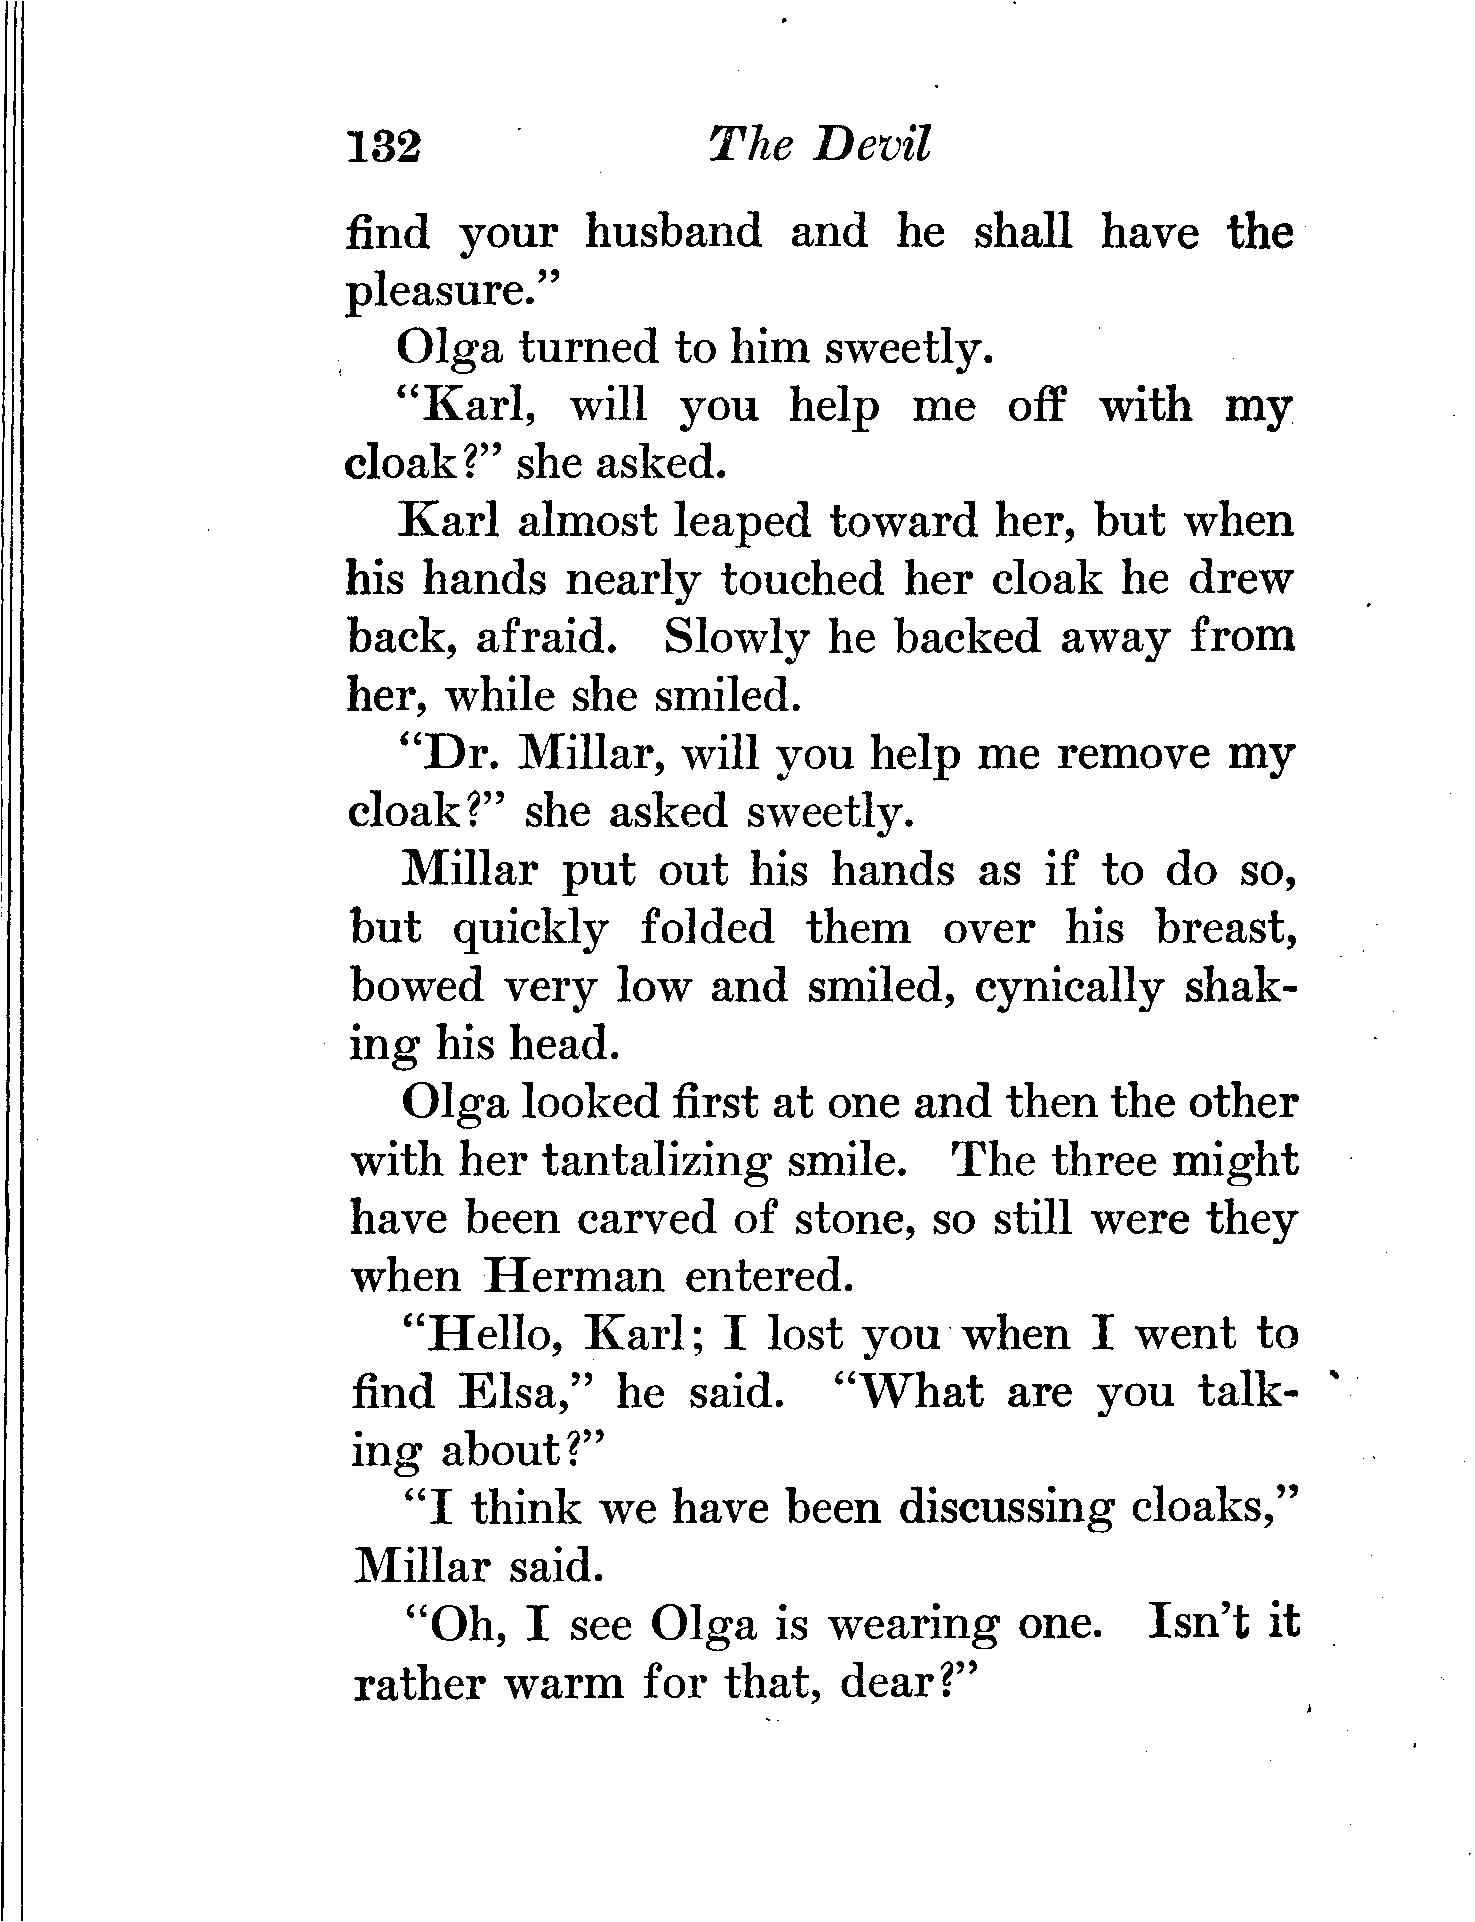 132 The Devil
find your husband and he shall have the
pleasure."
Olga turned to him sweetly.
"Karl, will you help me off with my
cloak?" she asked.
Karl almost leaped toward her, but when
his hands nearly touched her cloak he drew
back, afraid. Slowly he backed away from
her, while she smiled.
"Dr. Millar, will you help me remove my
cloak?" she asked sweetly.
Millar put out his hands as if to do so,
but quickly folded them over his breast,
bowed very low and smiled, cynically shak-
ing his head.
Olga looked first at one and then the other
with her tantalizing smile. The three might
have been carved of stone, so still were they
when Herman entered.
"Hello, Karl; I lost you when I went to
find Elsa," he said. "What are you talk-
ing about?"
"I think we have been discussing cloaks,"
Millar said.
"Oh, I see Olga is wearing one. Isn't it
rather warm for that, dear?"